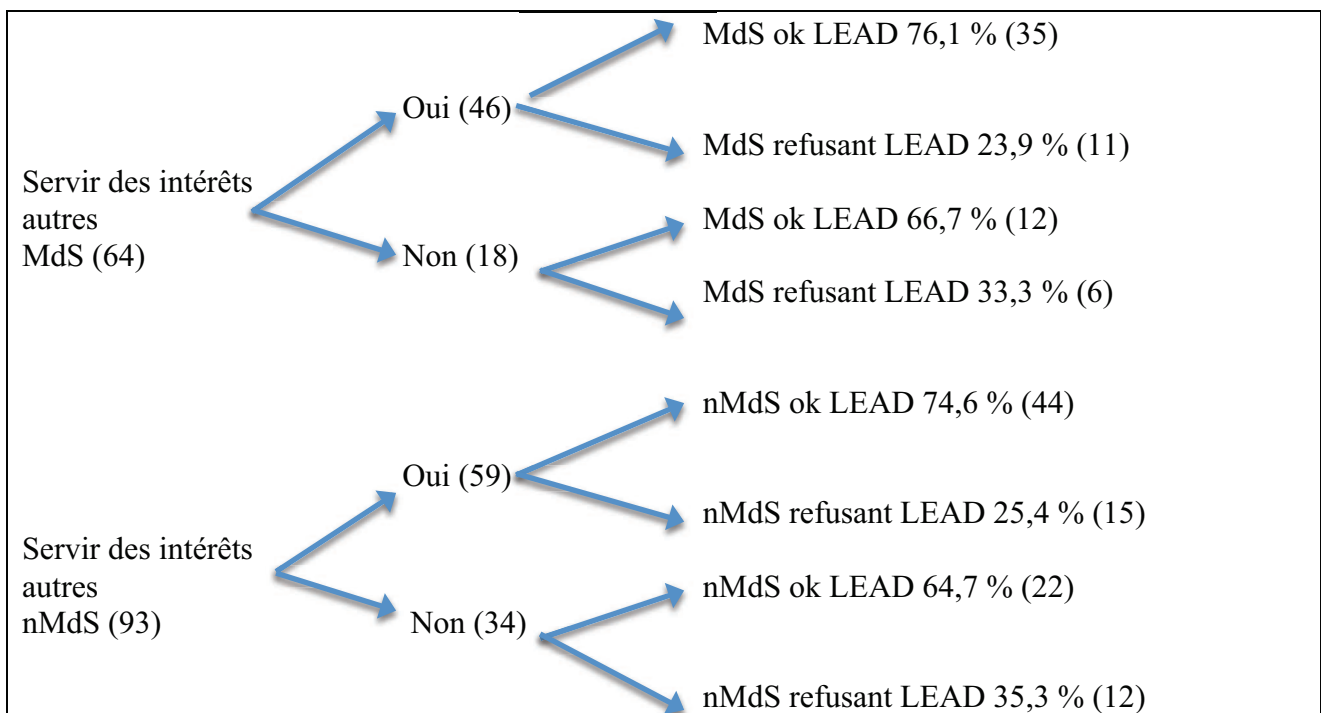 MdS ok LEAD 76,1 % (35)
Oui (46)
MdS refusant LEAD 23,9 % (11)
Servir des intérêts
autres
MdS (64)
MdS ok LEAD 66,7 % (12)
Non (18)
MdS refusant LEAD 33,3 % (6)
nMdS ok LEAD 74,6 % (44)
Oui (59)
nMdS refusant LEAD 25,4 % (15)
Servir des intérêts
autres
nMdS (93)
nMdS ok LEAD 64,7 % (22)
Non (34)
nMdS refusant LEAD 35,3 % (12)